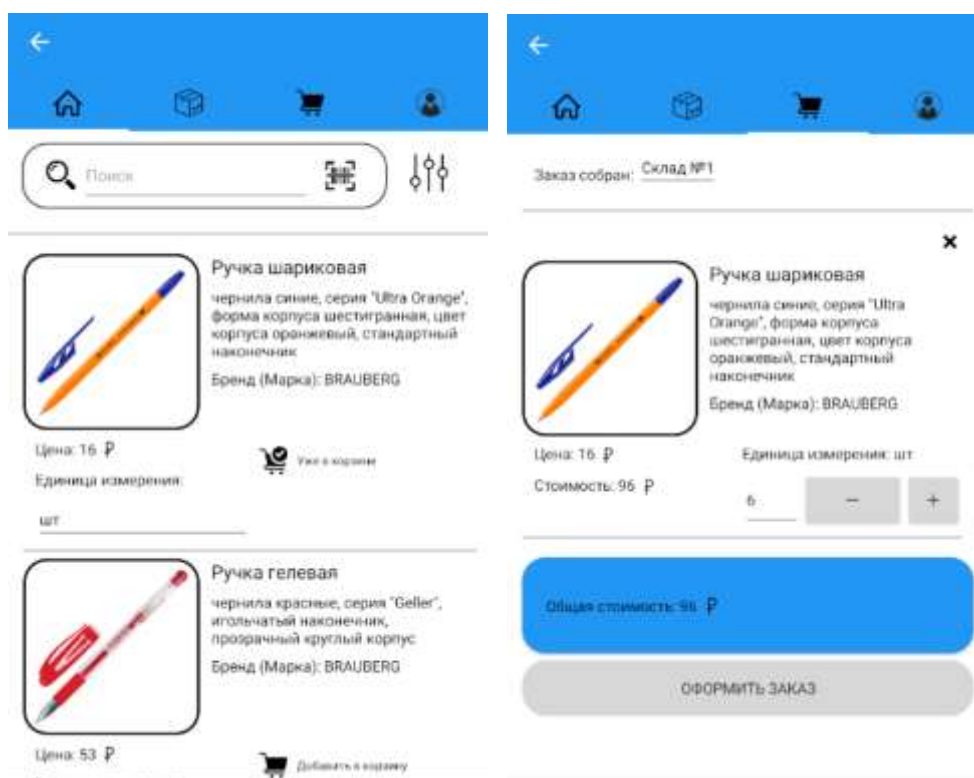 Поиск
Ручка шариковая
чернила синие, серия "Ultra Orange",
форма корпуса шестигранная, цвет
корпуса оранжевый, стандартный
наконечник
Бренд (Марка): BRAUBERG
Цена: 16 ₽
Уже в корзине
Единица измерения:
шт
Ручка гелевая
чернила красные, серия "Geller",
игольчатый наконечник,
прозрачный круглый корпус
Бренд (Марка): BRAUBERG
Цена: 53 ₽
Добавить в корзину
Заказ собран: Склад №1
Ручка шариковая
чернила синие, серия "Ultra
Orange", форма корпуса
шестигранная, цвет корпуса
оранжевый, стандартный
наконечник
Бренд (Марка): BRAUBERG
Цена: 16 ₽
Единица измерения: шт
Стоимость: 96 ₽
6 − +
Общая стоимость: 96 ₽
ОФОРМИТЬ ЗАКАЗ